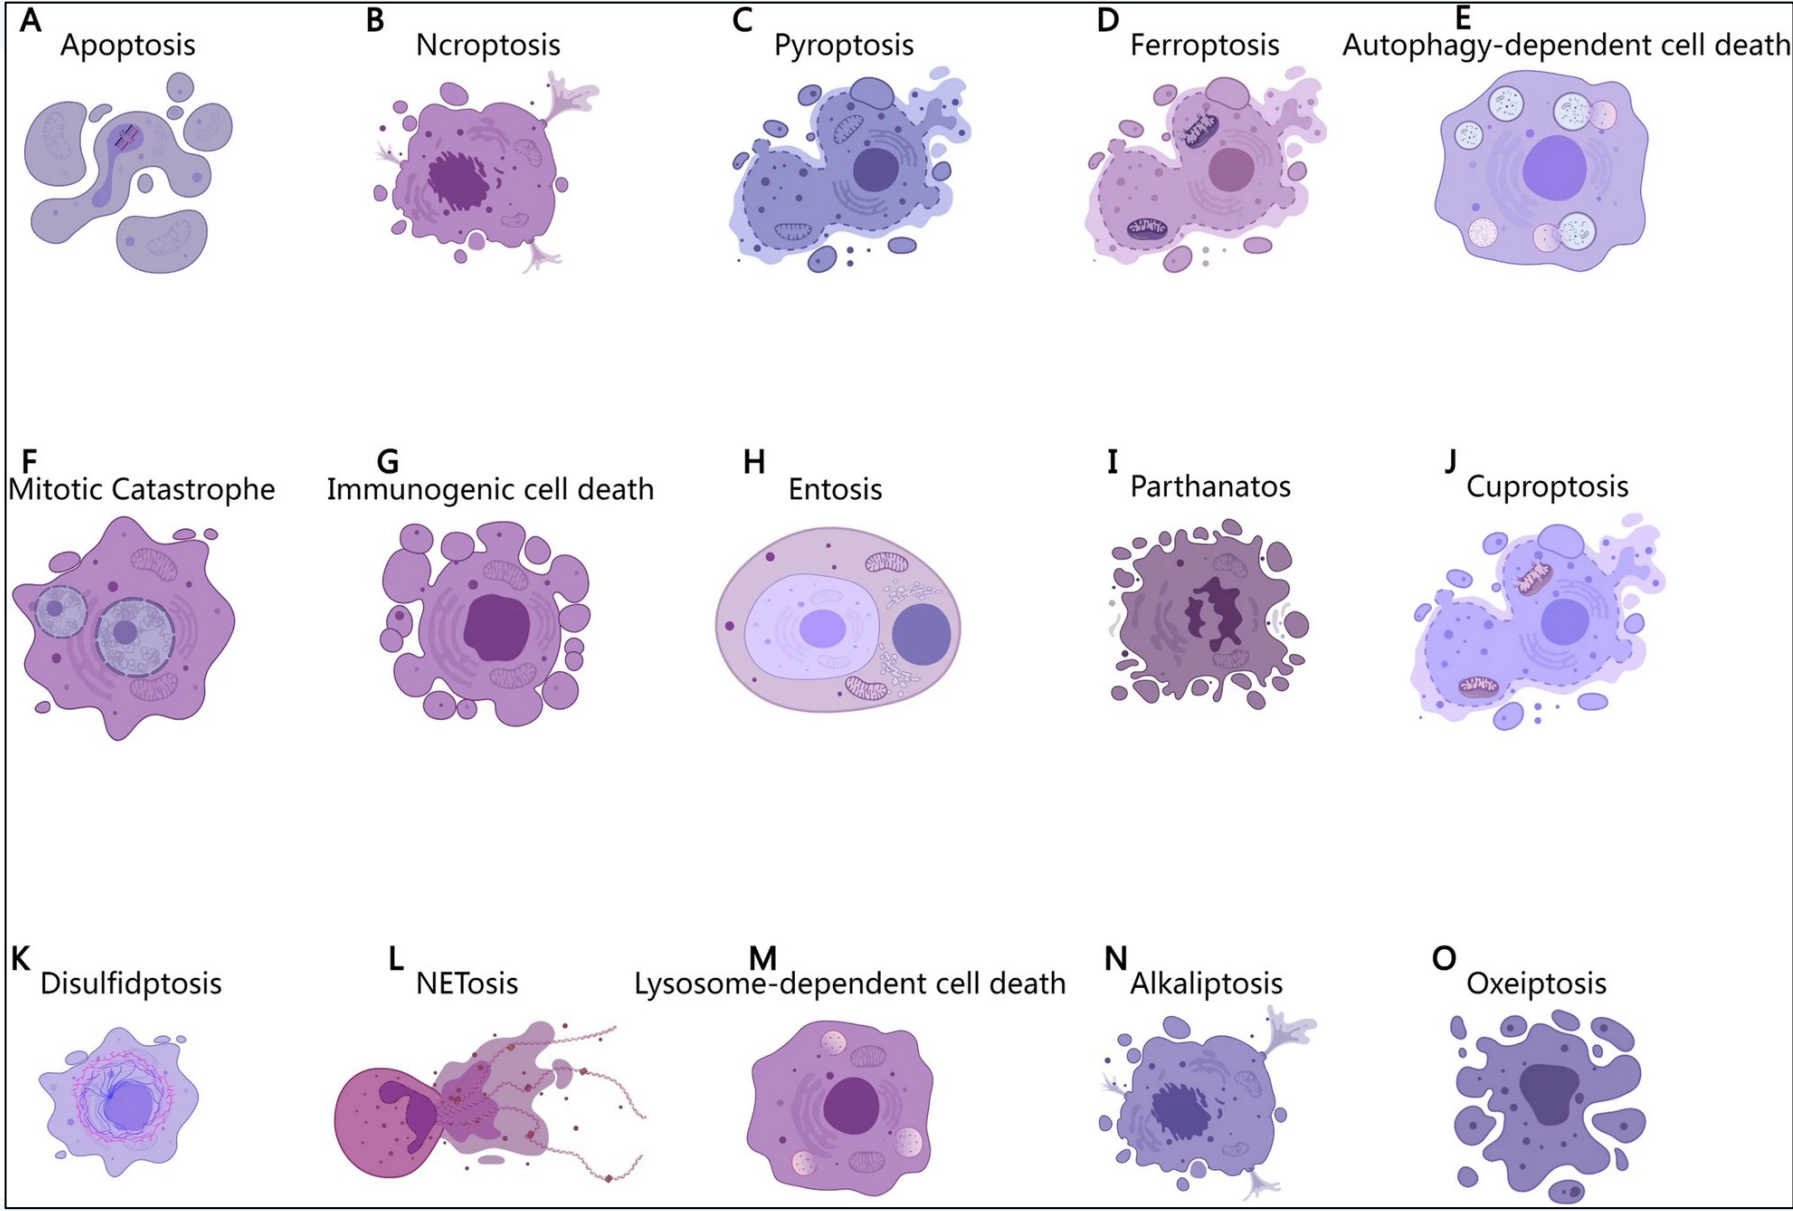 A
Apoptosis
B
Ncroptosis
C
Pyroptosis
D
Ferroptosis
E
Autophagy-dependent cell death
F
Mitotic Catastrophe
G
Immunogenic cell death
H
Entosis
I
Parthanatos
J
Cuproptosis
K
Disulfidptosis
L
NETosis
M
Lysosome-dependent cell death
N
Alkaliptosis
O
Oxeiptosis